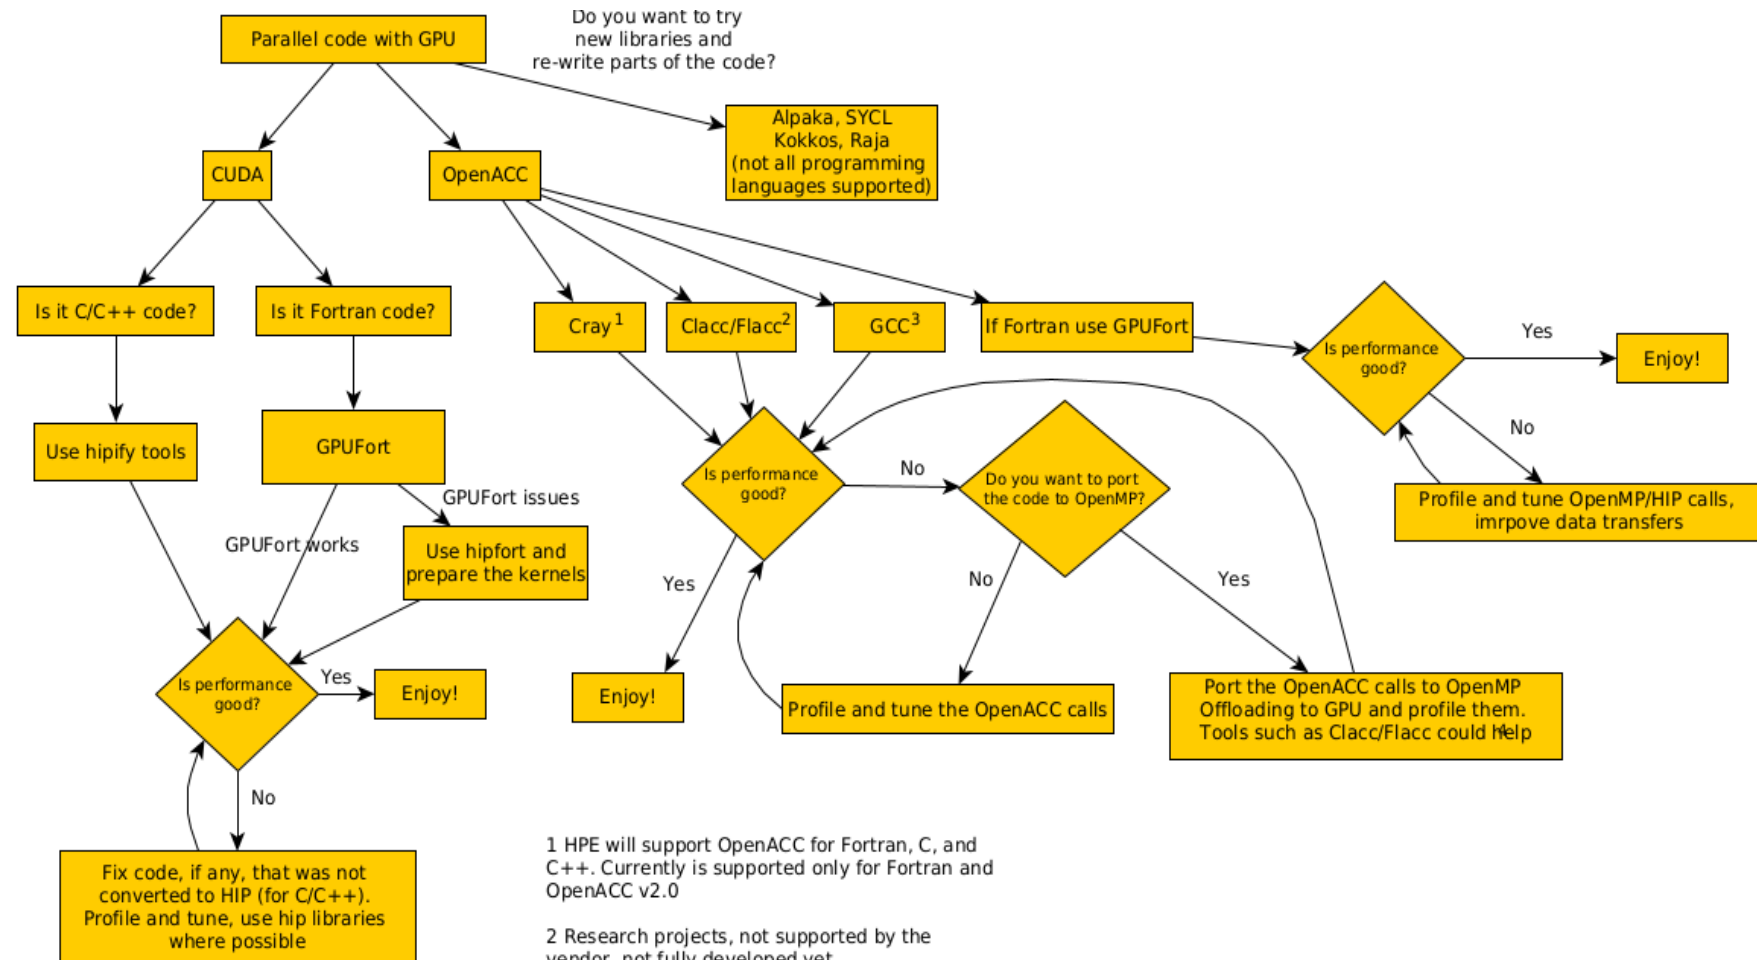 Do you want to try
new libraries and
re-write parts of the code?
Parallel code with GPU
Alpaka, SYCL
Kokkos, Raja
(not all programming
languages supported)
CUDA
OpenACC
Is it C/C++ code?
Is it Fortran code?
Cray1
Clacc/Flacc2
GCC3
If Fortran use GPUFort
Is performance
good?
Yes
Enjoy!
No
Profile and tune OpenMP/HIP calls,
imrpove data transfers
Use hipify tools
GPUFort
GPUFort issues
GPUFort works
Use hipfort and
prepare the kernels
Is performance
good?
No
Do you want to port
the code to OpenMP?
Yes
No
Yes
Enjoy!
Profile and tune the OpenACC calls
Port the OpenACC calls to OpenMP
Offloading to GPU and profile them.
Tools such as Clacc/Flacc could help
4
Is performance
good?
Yes
Enjoy!
No
Fix code, if any, that was not
converted to HIP (for C/C++).
Profile and tune, use hip libraries
where possible
1 HPE will support OpenACC for Fortran, C, and
C++. Currently is supported only for Fortran and
OpenACC v2.0
2 Research projects, not supported by the
vendor, not fully developed yet